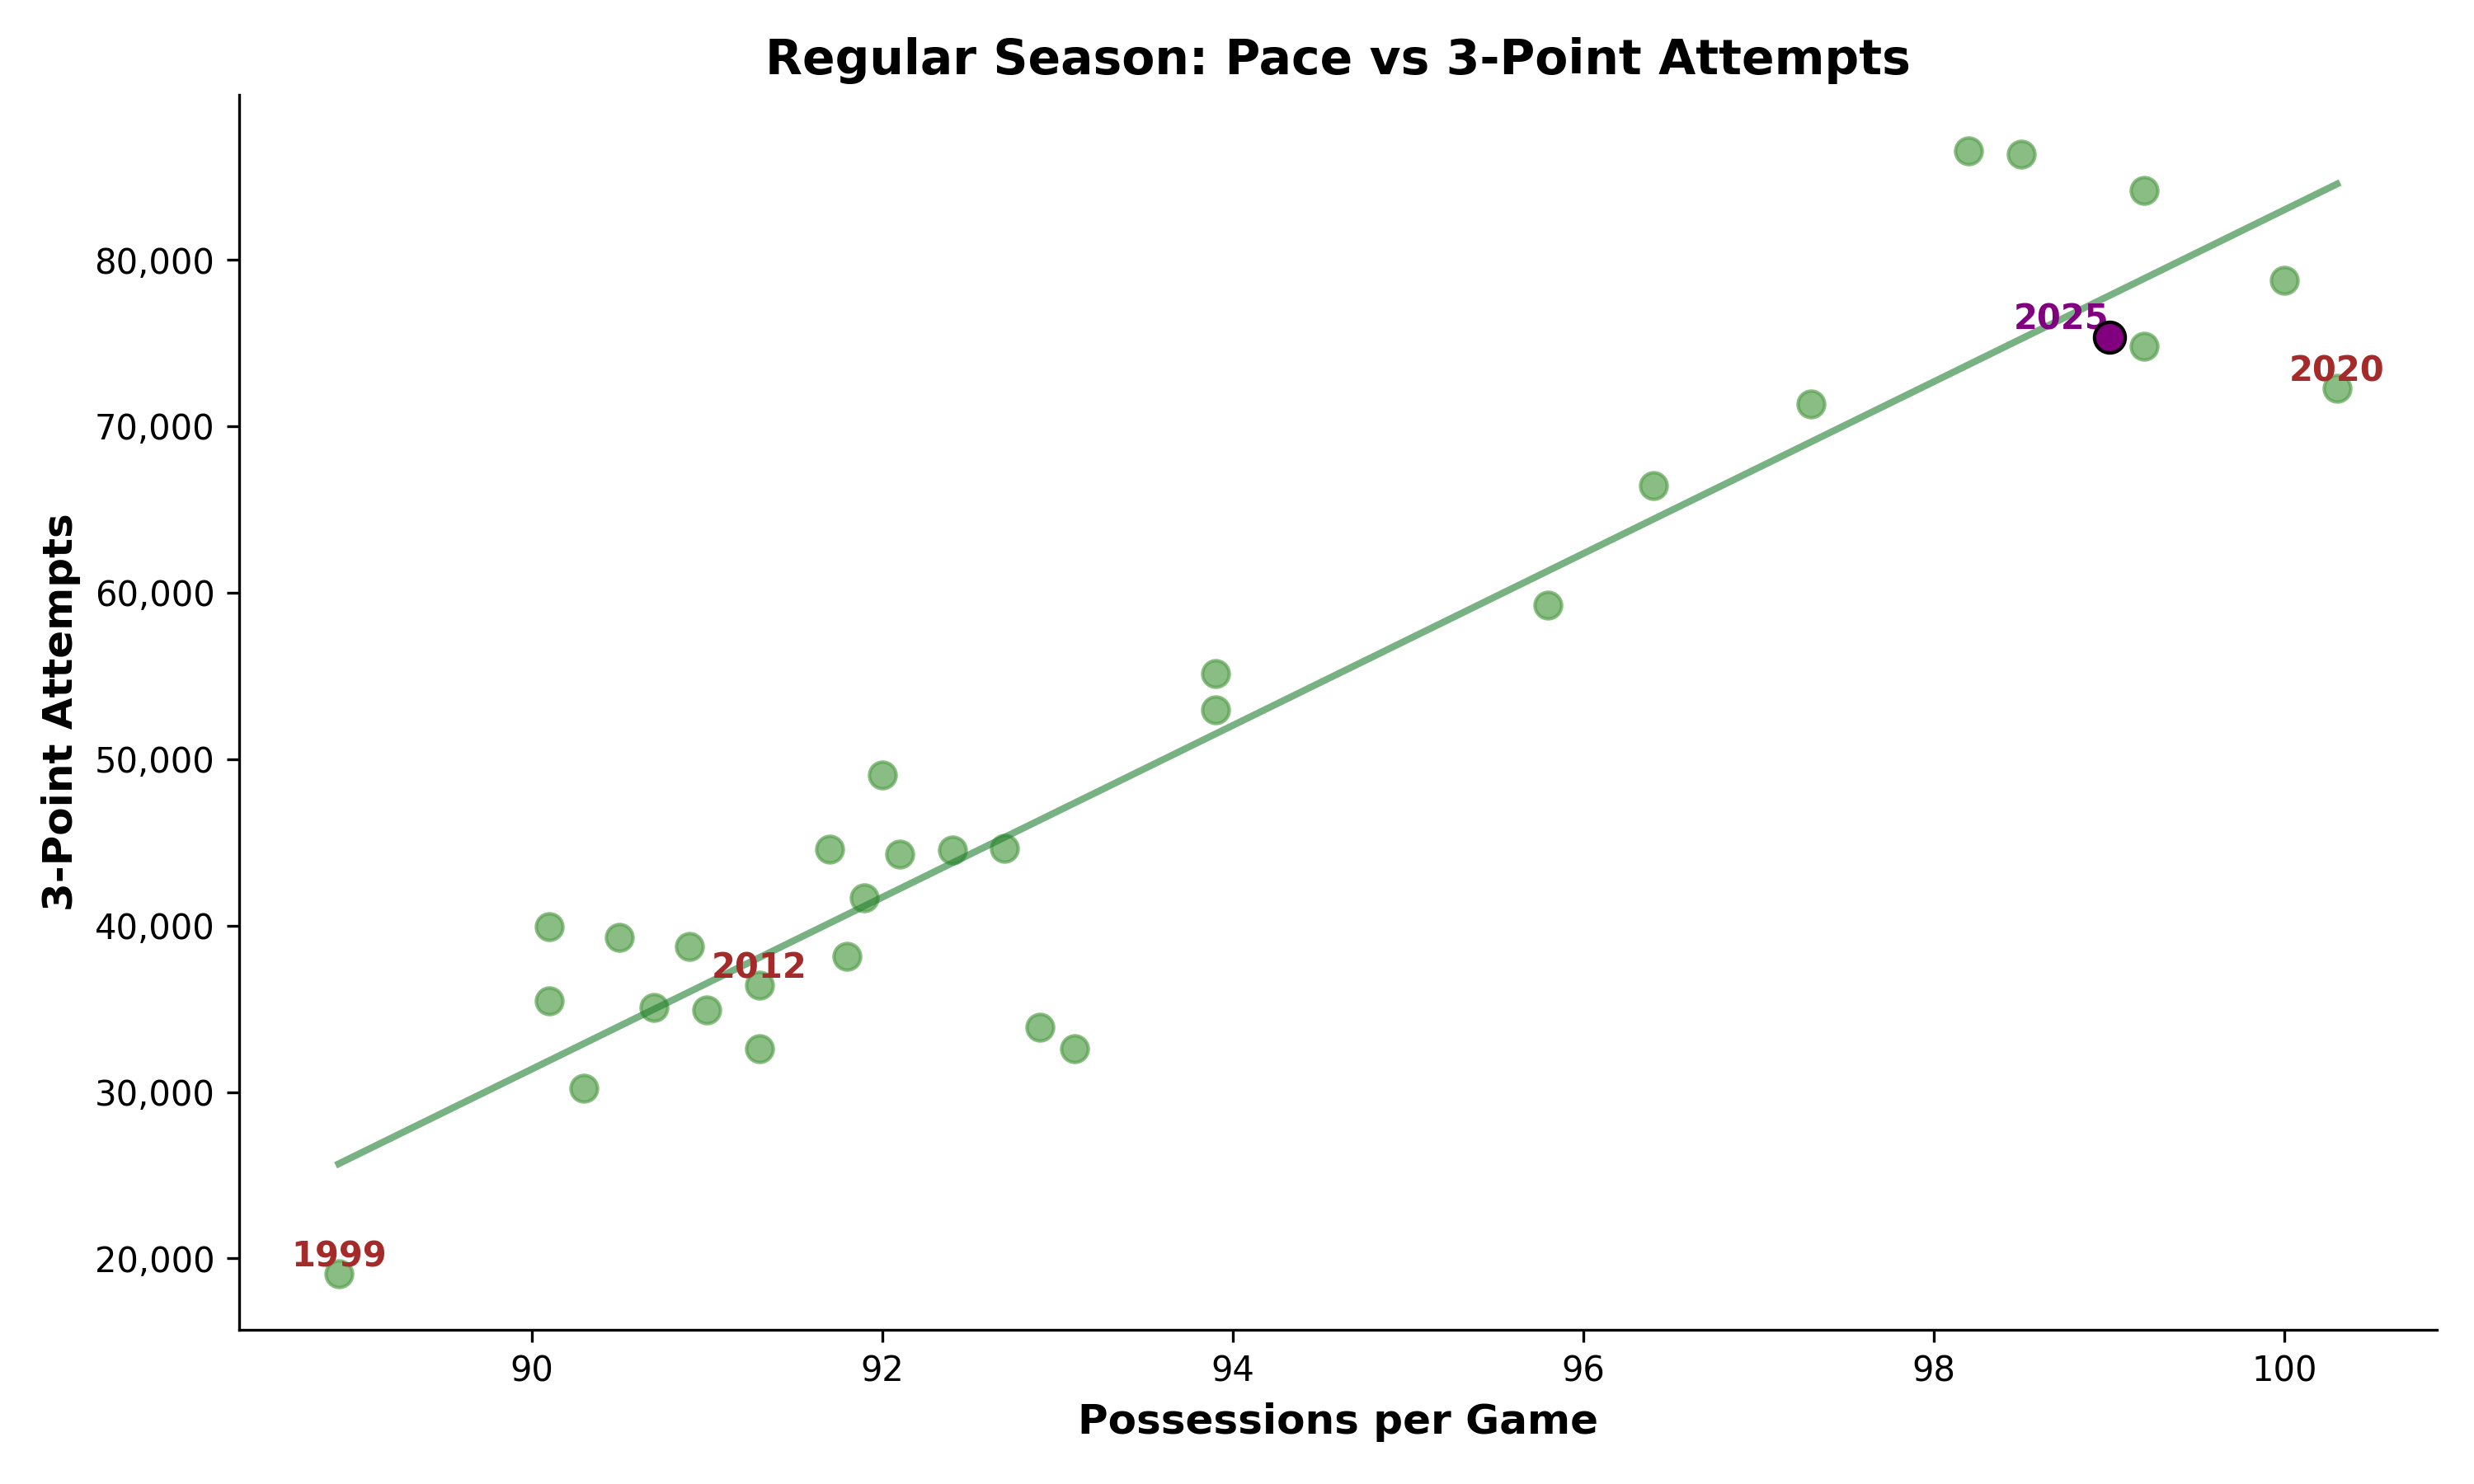 Regular Season: Pace vs 3-Point Attempts
3-Point Attempts
80,000
70,000
60,000
50,000
40,000
30,000
20,000
2025
2020
2012
1999
90 92 94 96 98 100
Possessions per Game